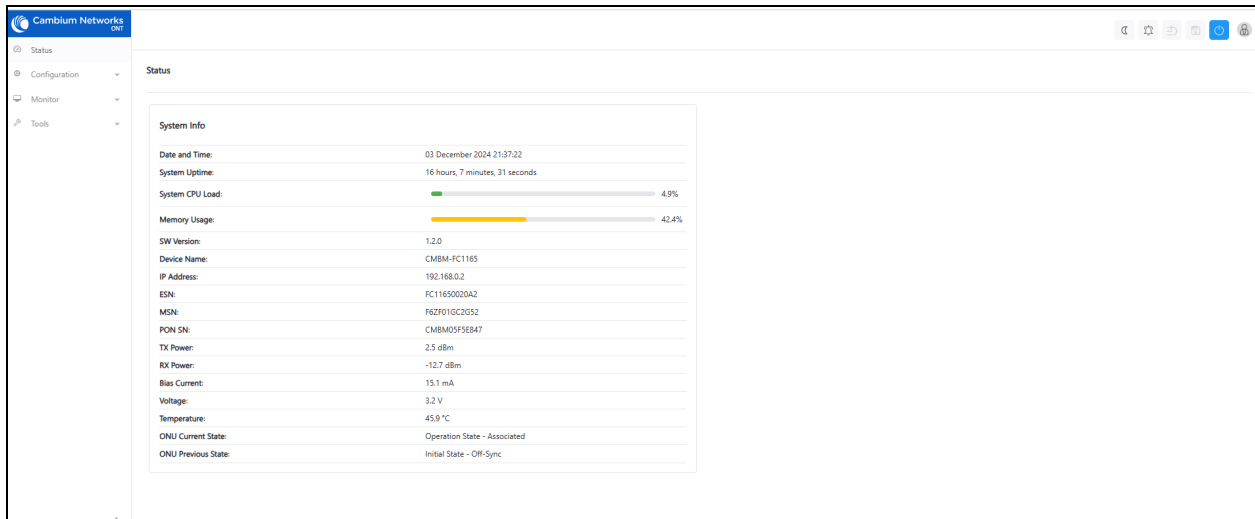 Cambium Networks
ONT
Status
Configuration
Monitor
Tools
Status
System Info
Date and Time: 03 December 2024 21:37:22
System Uptime: 16 hours, 7 minutes, 31 seconds
System CPU Load: 4.9%
Memory Usage: 42.4%
SW Version: 1.2.0
Device Name: CMBM-FC1165
IP Address: 192.168.0.2
ESN: FC11650020A2
MSN: F6ZF01GC2G52
PON SN: CMBM05F5E847
TX Power: 2.5 dBm
RX Power: -12.7 dBm
Bias Current: 15.1 mA
Voltage: 3.2 V
Temperature: 45.9 °C
ONU Current State: Operation State - Associated
ONU Previous State: Initial State - Off-Sync